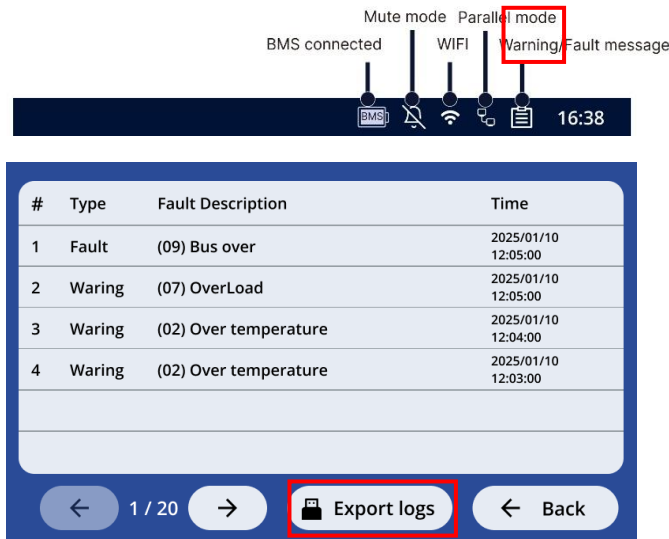 Mute mode Parallel mode
BMS connected WIFI Warning/Fault message
BMS 16:38
# Type Fault Description Time
1 Fault (09) Bus over 2025/01/10 12:05:00
2 Waring (07) OverLoad 2025/01/10 12:05:00
3 Waring (02) Over temperature 2025/01/10 12:04:00
4 Waring (02) Over temperature 2025/01/10 12:03:00
← 1 / 20 → Export logs ← Back